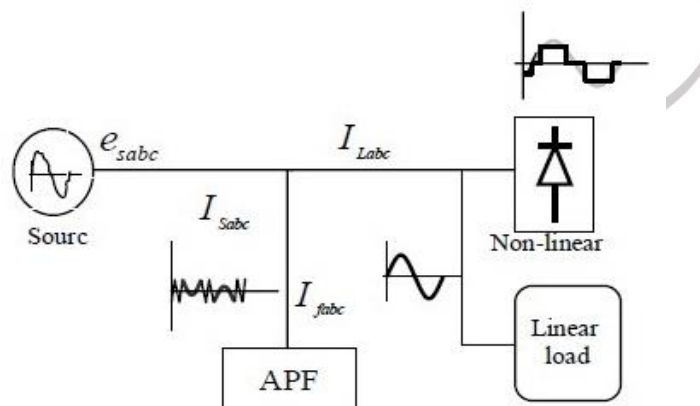 e_sabc
I_Labc
I_Sabc
Sourc
Non-linear
I_fabc
Linear
load
APF